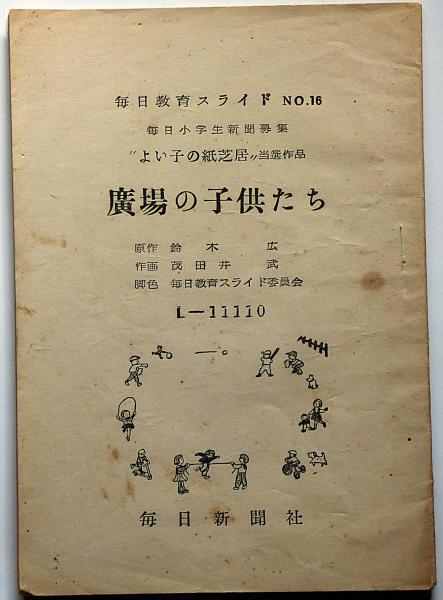 毎日教育スライド NO.16
毎日小学生新聞募集
"よい子の紙芝居"当選作品
廣場の子供たち
原作 鈴木 広
作画 茂田井 武
脚色 毎日教育スライド委員会
L—11110
毎日新聞社